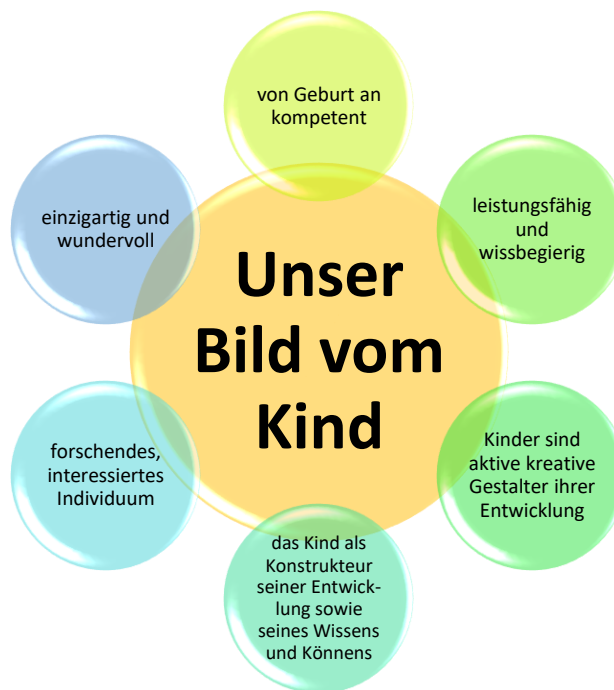 von Geburt an
kompetent
leistungsfähig
und
wissbegierig
Kinder sind
aktive kreative
Gestalter ihrer
Entwicklung
das Kind als
Konstrukteur
seiner Entwick-
lung sowie
seines Wissens
und Könnens
forschendes,
interessiertes
Individuum
einzigartig und
wundervoll
Unser
Bild vom
Kind